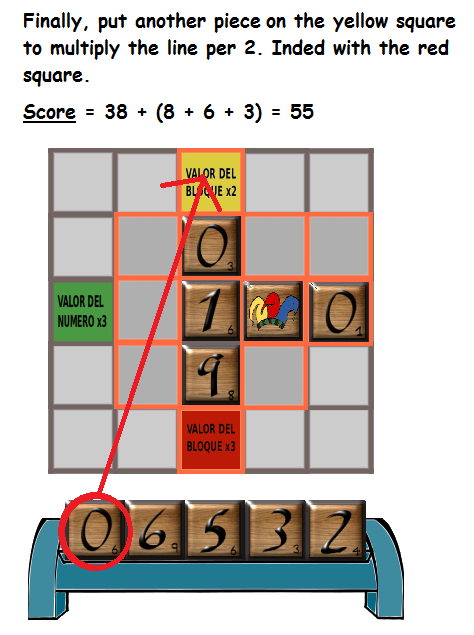 Finally, put another piece on the yellow square
to multiply the line per 2. Inded with the red
square.
Score = 38 + (8 + 6 + 3) = 55
VALOR DEL
BLOQUE x2
0 3
VALOR DEL
NUMERO x3
1 6
0 1
9 8
VALOR DEL
BLOQUE x3
0 6 6 9 5 6 3 3 2 4